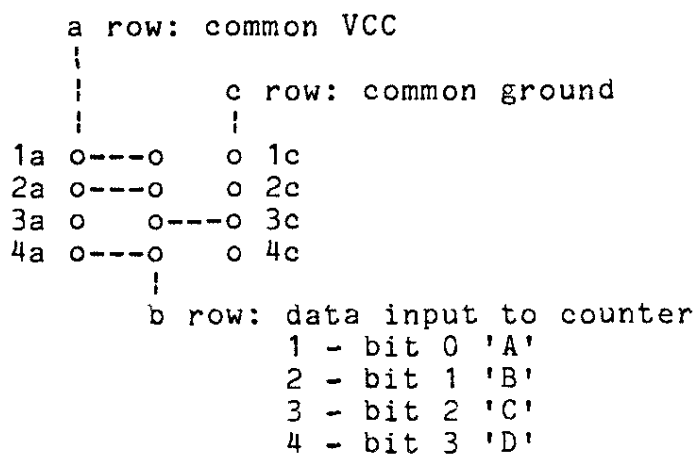 a row: common VCC
c row: common ground
1a o---o o 1c
2a o---o o 2c
3a o o---o 3c
4a o---o o 4c
b row: data input to counter
1 - bit 0 'A'
2 - bit 1 'B'
3 - bit 2 'C'
4 - bit 3 'D'